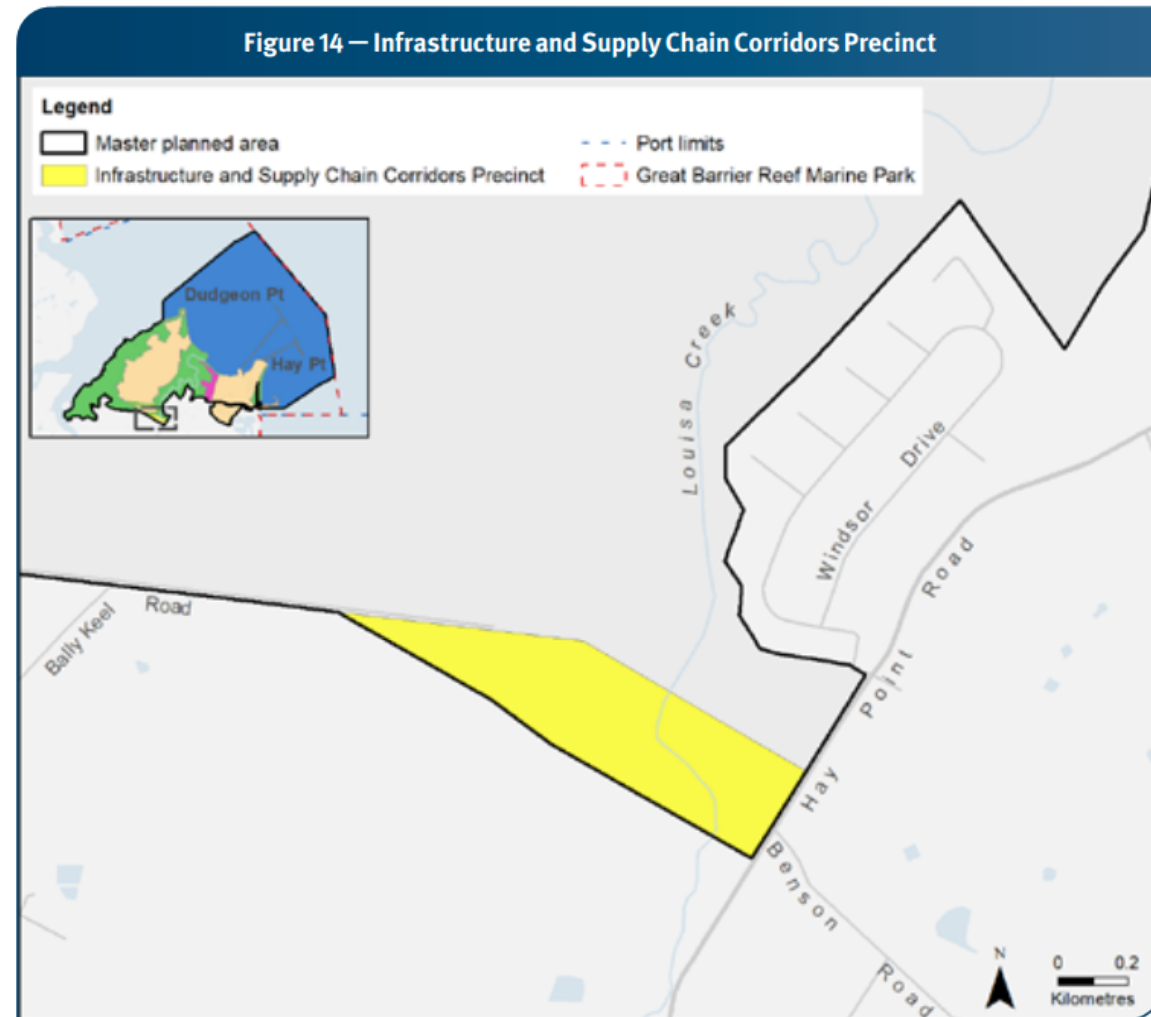 Figure 14 — Infrastructure and Supply Chain Corridors Precinct
Legend
Master planned area
Port limits
Infrastructure and Supply Chain Corridors Precinct
Great Barrier Reef Marine Park
Dudgeon Pt
Hay Pt
Louisa Creek
Windsor Drive
Hay Point Road
Bally Keel Road
Benson Road
N
0 0.2
Kilometres